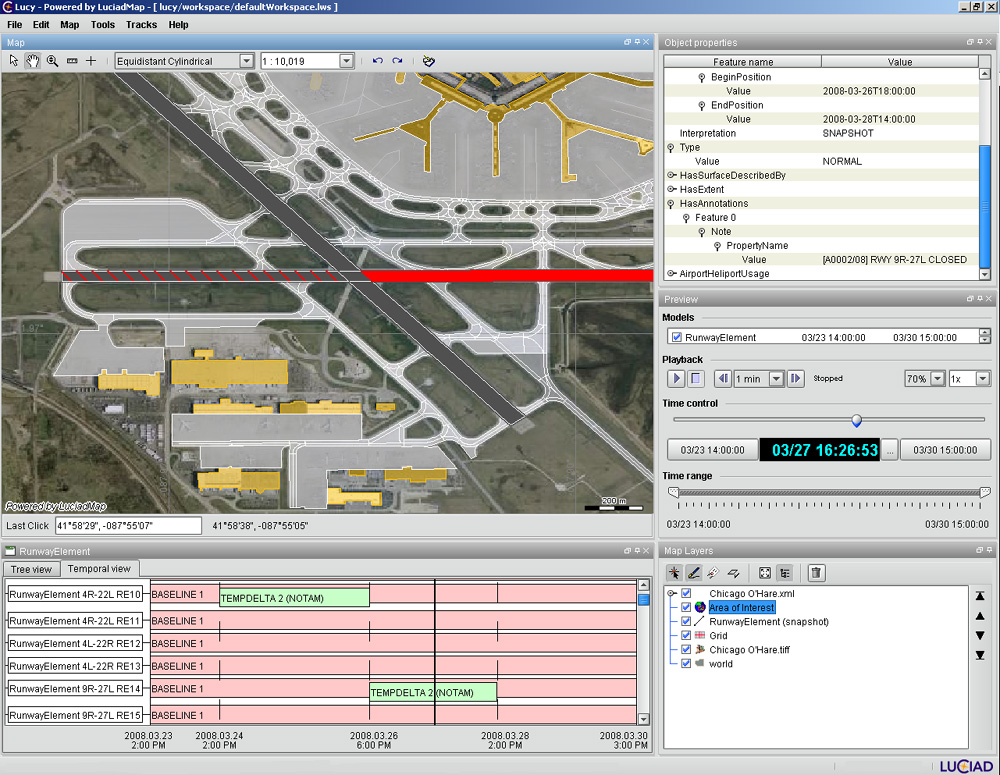 Lucy - Powered by LuciadMap - [ lucy/workspace/defaultWorkspace.lws ]
File Edit Map Tools Tracks Help
Map
Equidistant Cylindrical 1 : 10,019
Powered by LuciadMap
200 m
Last Click 41°58'29", -087°55'07" 41°58'38", -087°55'05"
Object properties
Feature name Value
BeginPosition
Value 2008-03-26T18:00:00
EndPosition
Value 2008-03-28T14:00:00
Interpretation SNAPSHOT
Type
Value NORMAL
HasSurfaceDescribedBy
HasExtent
HasAnnotations
Feature 0
Note
PropertyName
Value [A0002/08] RWY 9R-27L CLOSED
AirportHeliportUsage
Preview
Models
RunwayElement 03/23 14:00:00 03/30 15:00:00
Playback
1 min Stopped 70% 1x
Time control
03/23 14:00:00 03/27 16:26:53 ... 03/30 15:00:00
Time range
03/23 14:00:00 03/30 15:00:00
RunwayElement
Tree view Temporal view
RunwayElement 4R-22L RE10 BASELINE 1 TEMPDELTA 2 (NOTAM)
RunwayElement 4R-22L RE11 BASELINE 1
RunwayElement 4L-22R RE12 BASELINE 1
RunwayElement 4L-22R RE13 BASELINE 1
RunwayElement 9R-27L RE14 BASELINE 1 TEMPDELTA 2 (NOTAM)
RunwayElement 9R-27L RE15 BASELINE 1
2008.03.23 2008.03.24 2008.03.26 2008.03.28 2008.03.30
2:00 PM 2:00 PM 6:00 PM 2:00 PM 3:00 PM
Map Layers
Chicago O'Hare.xml
Area of Interest
RunwayElement (snapshot)
Grid
Chicago O'Hare.tiff
world
LUCIAD